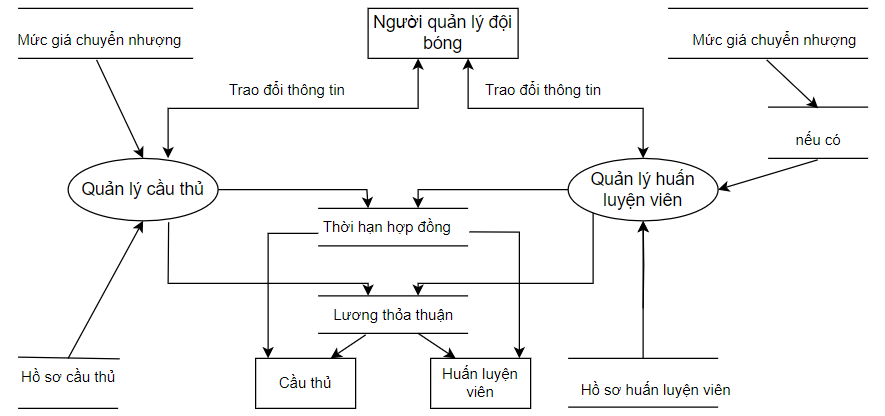 Người quản lý đội
bóng
Mức giá chuyển nhượng
Mức giá chuyển nhượng
Trao đổi thông tin
Trao đổi thông tin
nếu có
Quản lý cầu thủ
Quản lý huấn
luyện viên
Thời hạn hợp đồng
Lương thỏa thuận
Hồ sơ cầu thủ
Cầu thủ
Huấn luyện
viên
Hồ sơ huấn luyện viên